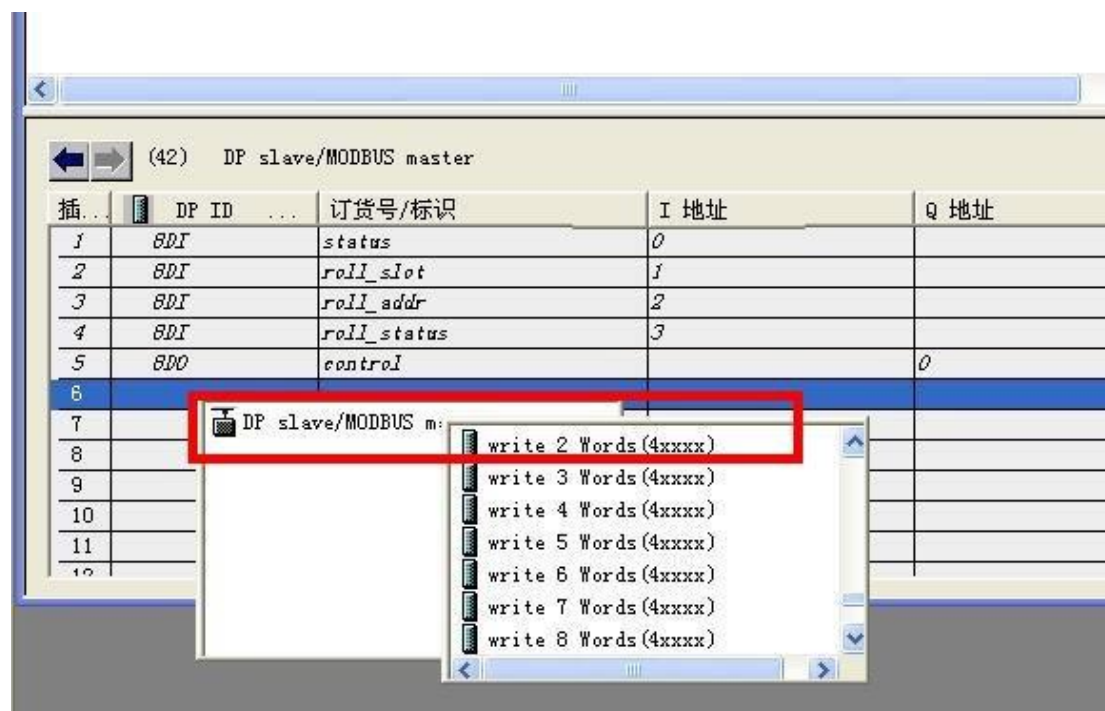 (42) DP slave/MODBUS master
插... DP ID ... 订货号/标识 I 地址 Q 地址
1 8DI status 0
2 8DI roll_slot 1
3 8DI roll_addr 2
4 8DI roll_status 3
5 8DO control 0
6
7
8
9
10
11
12
DP slave/MODBUS m
write 2 Words(4xxxx)
write 3 Words(4xxxx)
write 4 Words(4xxxx)
write 5 Words(4xxxx)
write 6 Words(4xxxx)
write 7 Words(4xxxx)
write 8 Words(4xxxx)